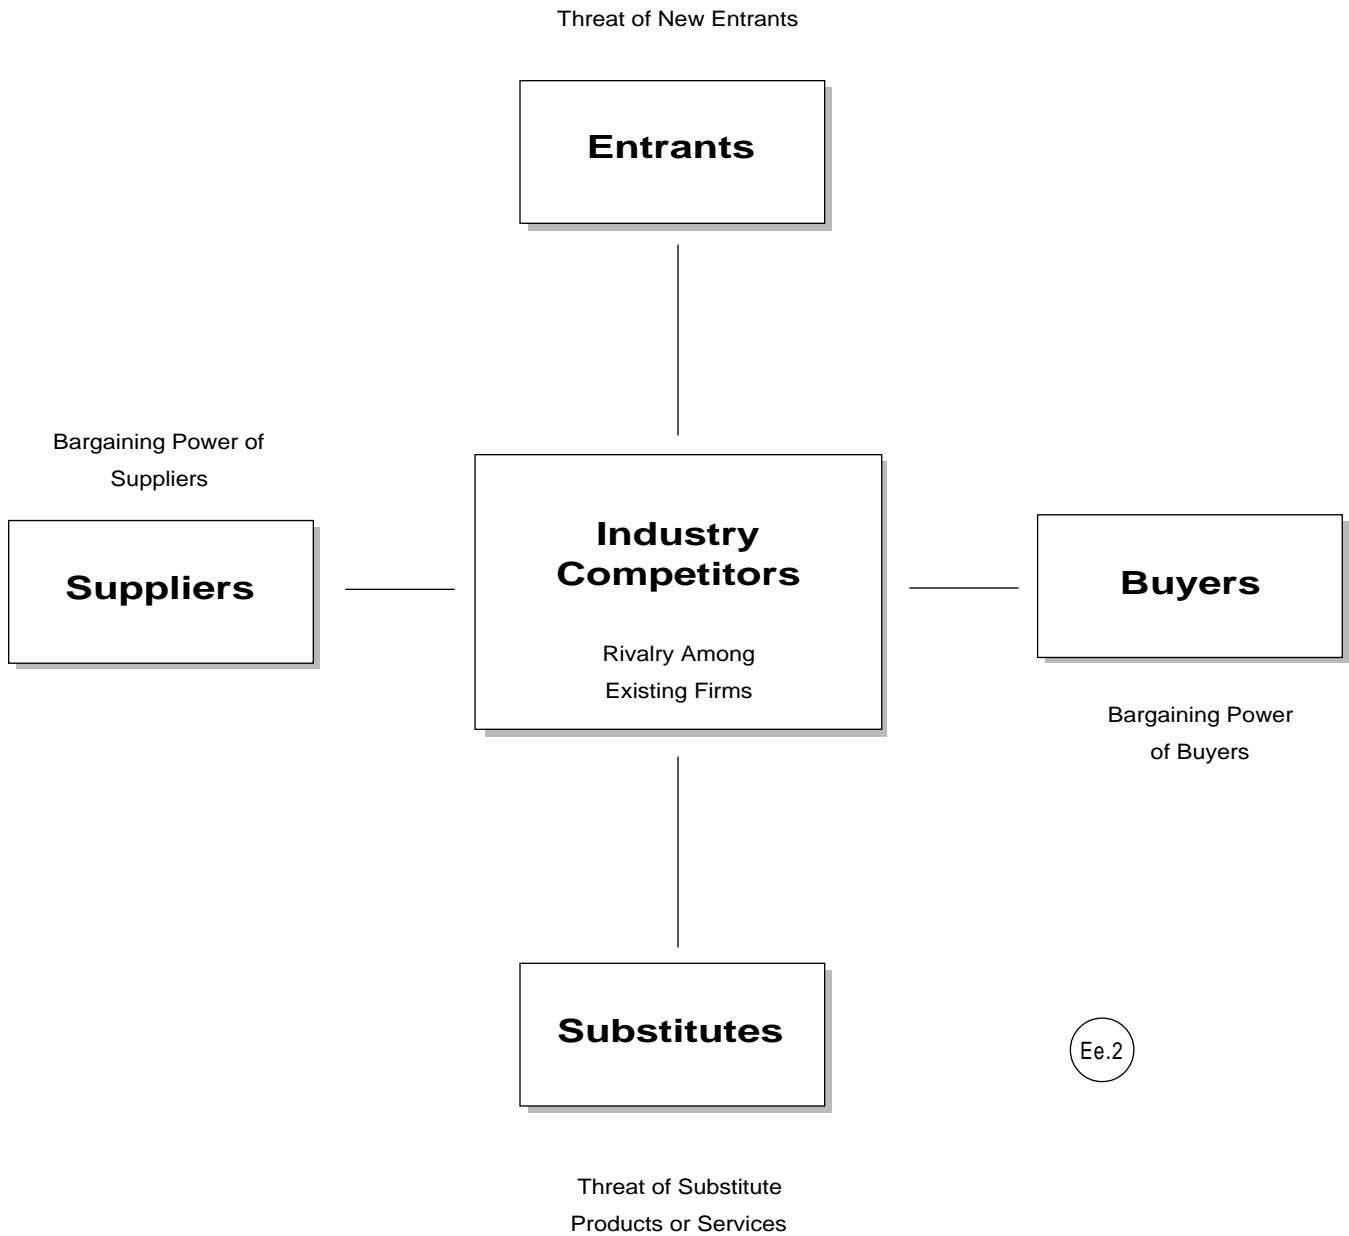 Threat of New Entrants
Entrants
Bargaining Power of
Suppliers
Suppliers
Industry
Competitors
Rivalry Among
Existing Firms
Buyers
Bargaining Power
of Buyers
Substitutes
Ee.2
Threat of Substitute
Products or Services